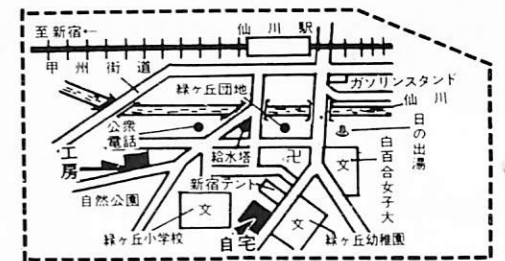 至新宿←
仙川駅
甲州街道
ガソリンスタンド
仙川
緑ヶ丘団地
公衆
電話
給水塔
卍
日の出湯
白百合女子大
文
工房
自然公園
新宿テント
文
緑ヶ丘小学校
自宅
文
緑ヶ丘幼稚園